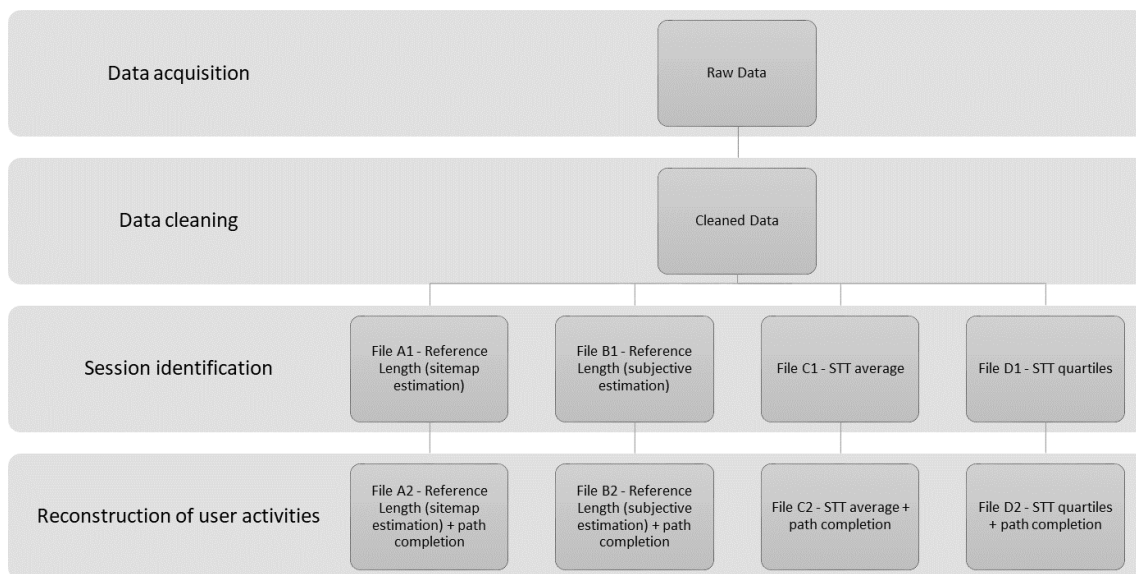 Data acquisition
Raw Data
Data cleaning
Cleaned Data
Session identification
File A1 - Reference
Length (sitemap
estimation)
File B1 - Reference
Length (subjective
estimation)
File C1 - STT average
File D1 - STT quartiles
Reconstruction of user activities
File A2 - Reference
Length (sitemap
estimation) + path
completion
File B2 - Reference
Length (subjective
estimation) + path
completion
File C2 - STT average +
path completion
File D2 - STT quartiles
+ path completion